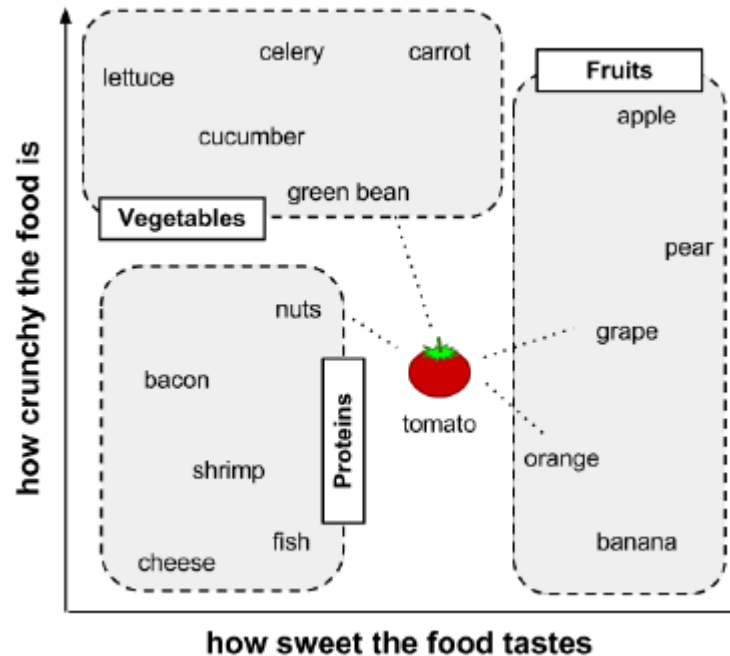 how crunchy the food is
celery
carrot
lettuce
cucumber
green bean
Vegetables
Fruits
apple
pear
grape
orange
banana
nuts
bacon
shrimp
fish
cheese
Proteins
tomato
how sweet the food tastes